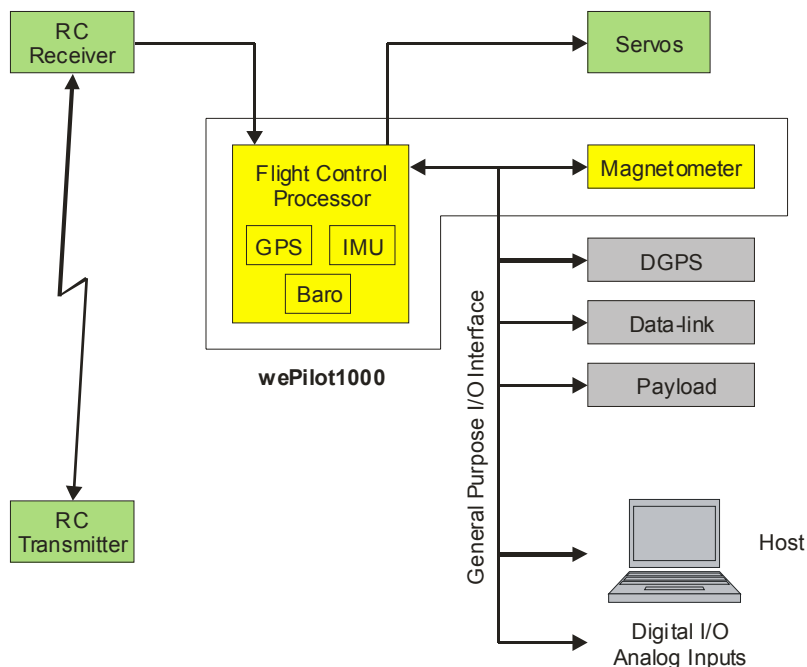 RC
Receiver
Servos
Flight Control
Processor
GPS
IMU
Baro
Magnetometer
wePilot1000
General Purpose I/O Interface
DGPS
Data-link
Payload
RC
Transmitter
Host
Digital I/O
Analog Inputs